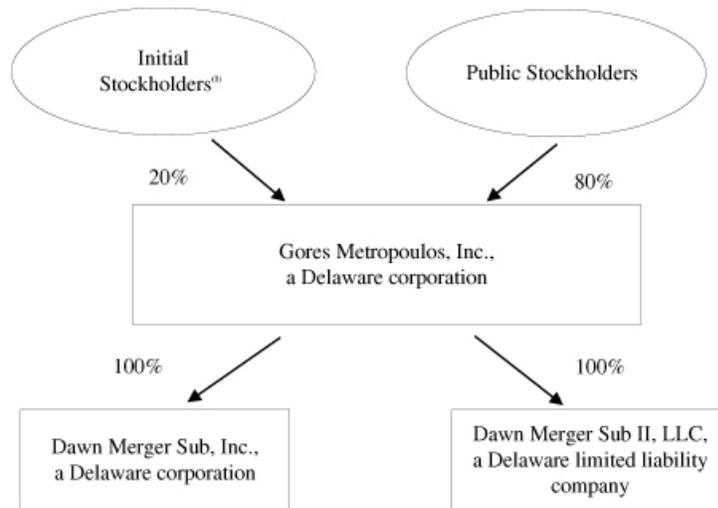 Initial
Stockholders(1)
Public Stockholders
20%
80%
Gores Metropoulos, Inc.,
a Delaware corporation
100%
100%
Dawn Merger Sub, Inc.,
a Delaware corporation
Dawn Merger Sub II, LLC,
a Delaware limited liability
company